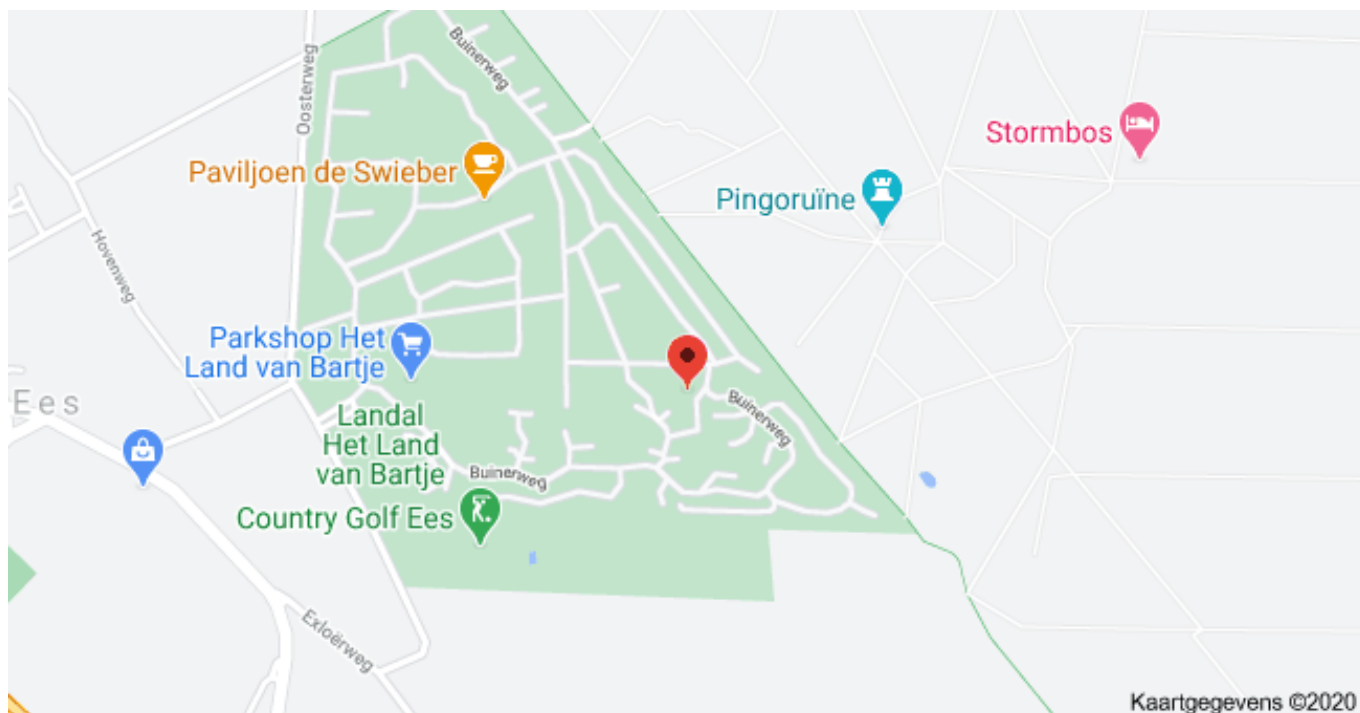 Buinerweg
Oosterweg
Stormbos
Paviljoen de Swieber
Pingoruïne
Hovenweg
Parkshop Het
Land van Bartje
Ees
Landal
Het Land
van Bartje
Buinerweg
Buinerweg
Country Golf Ees
Exloërweg
Kaartgegevens ©2020